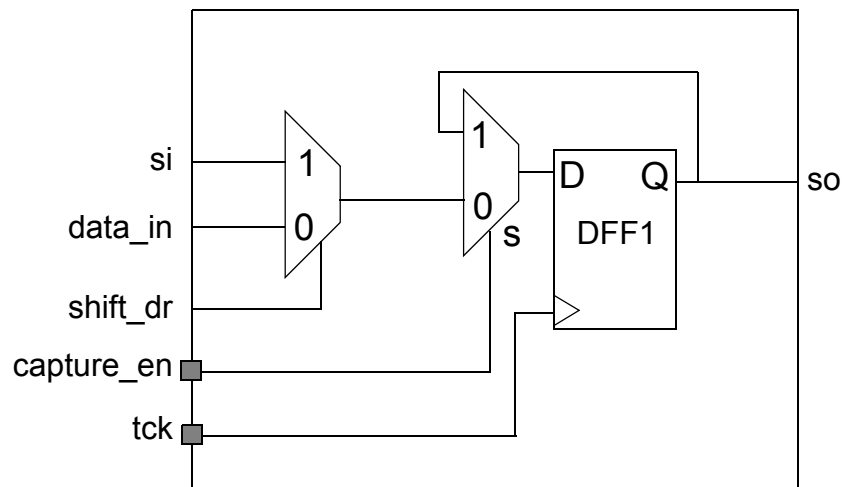 si
1
data_in
0
shift_dr
capture_en
tck
1
0
s
D
Q
DFF1
so